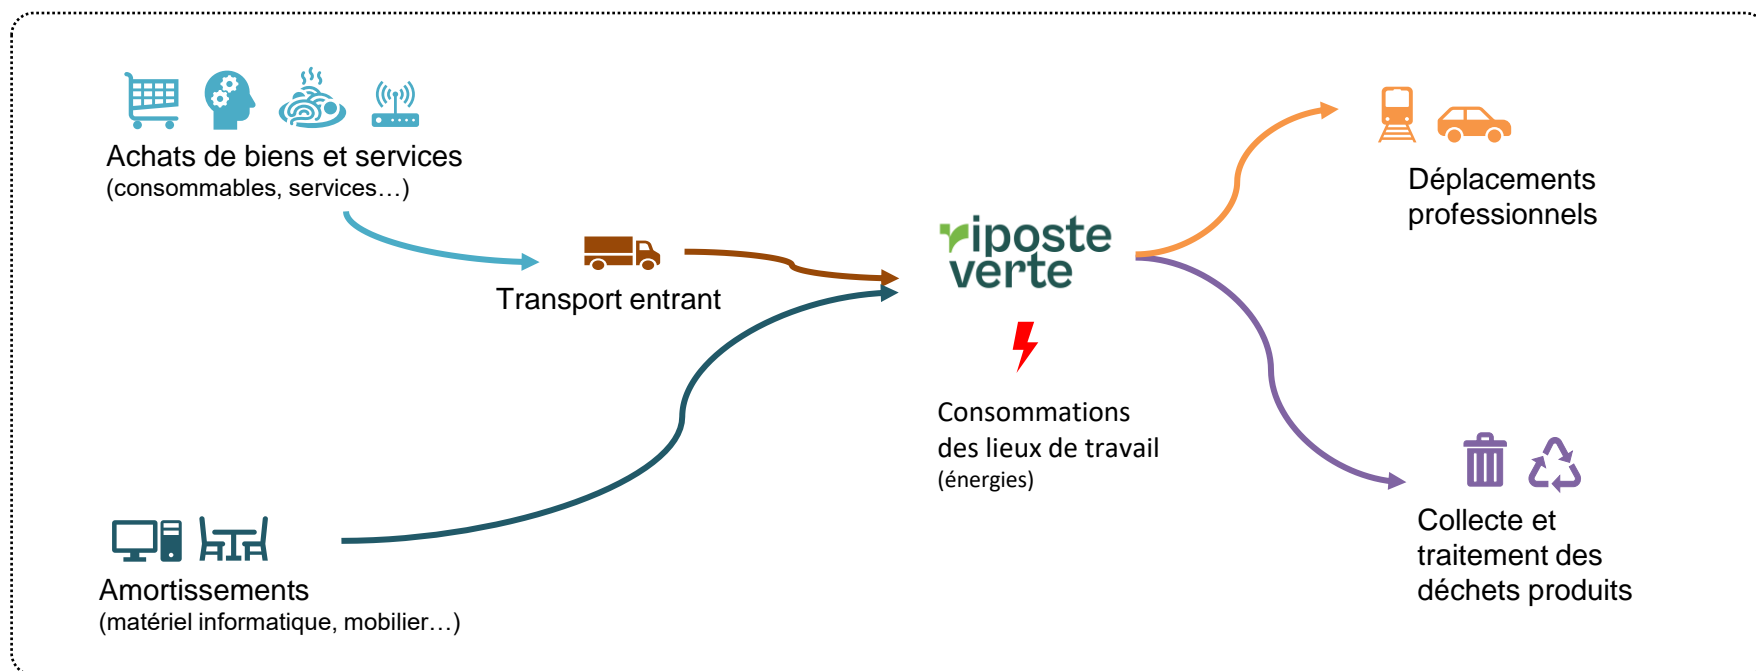 Achats de biens et services
(consommables, services…)
Transport entrant
riposte
verte
Consommations
des lieux de travail
(énergies)
Déplacements
professionnels
Amortissements
(matériel informatique, mobilier…)
Collecte et
traitement des
déchets produits